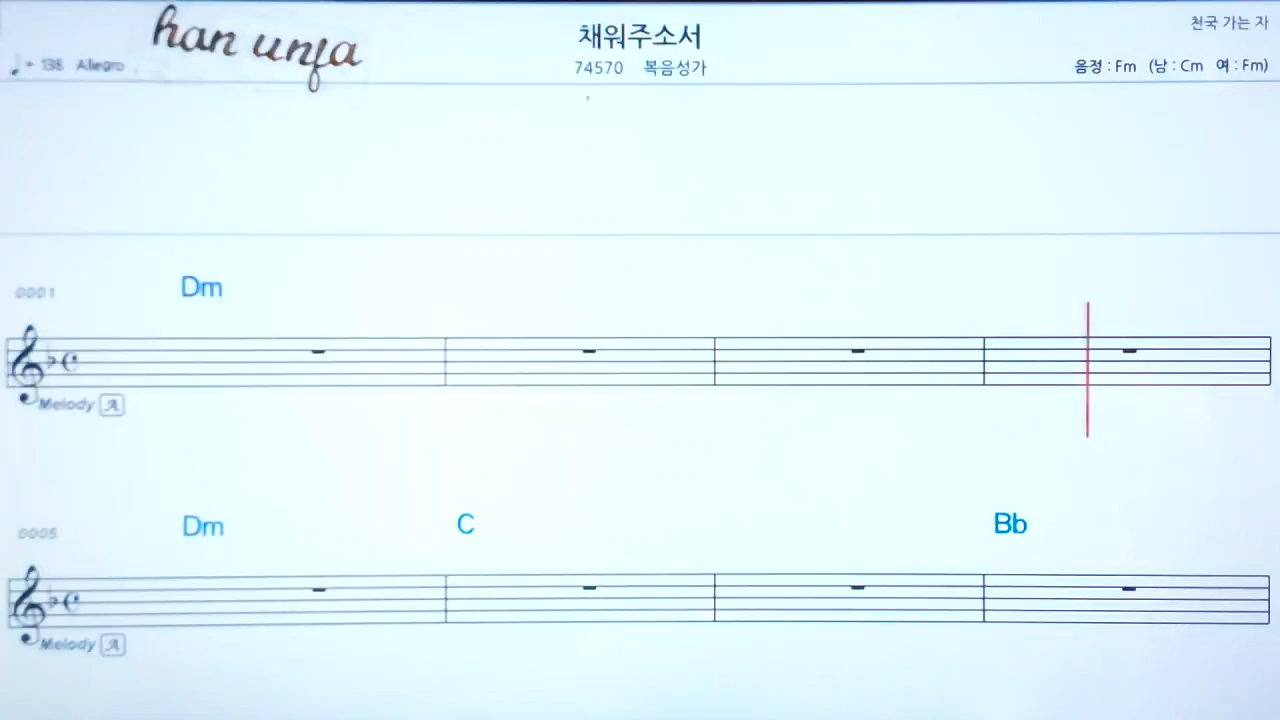 han unfa
채워주소서
천국 가는 자
♩ = 138 Allegro
74570 복음성가
음정 : Fm (남 : Cm 여 : Fm)
0001
Dm
Melody A
0005
Dm C Bb
Melody A